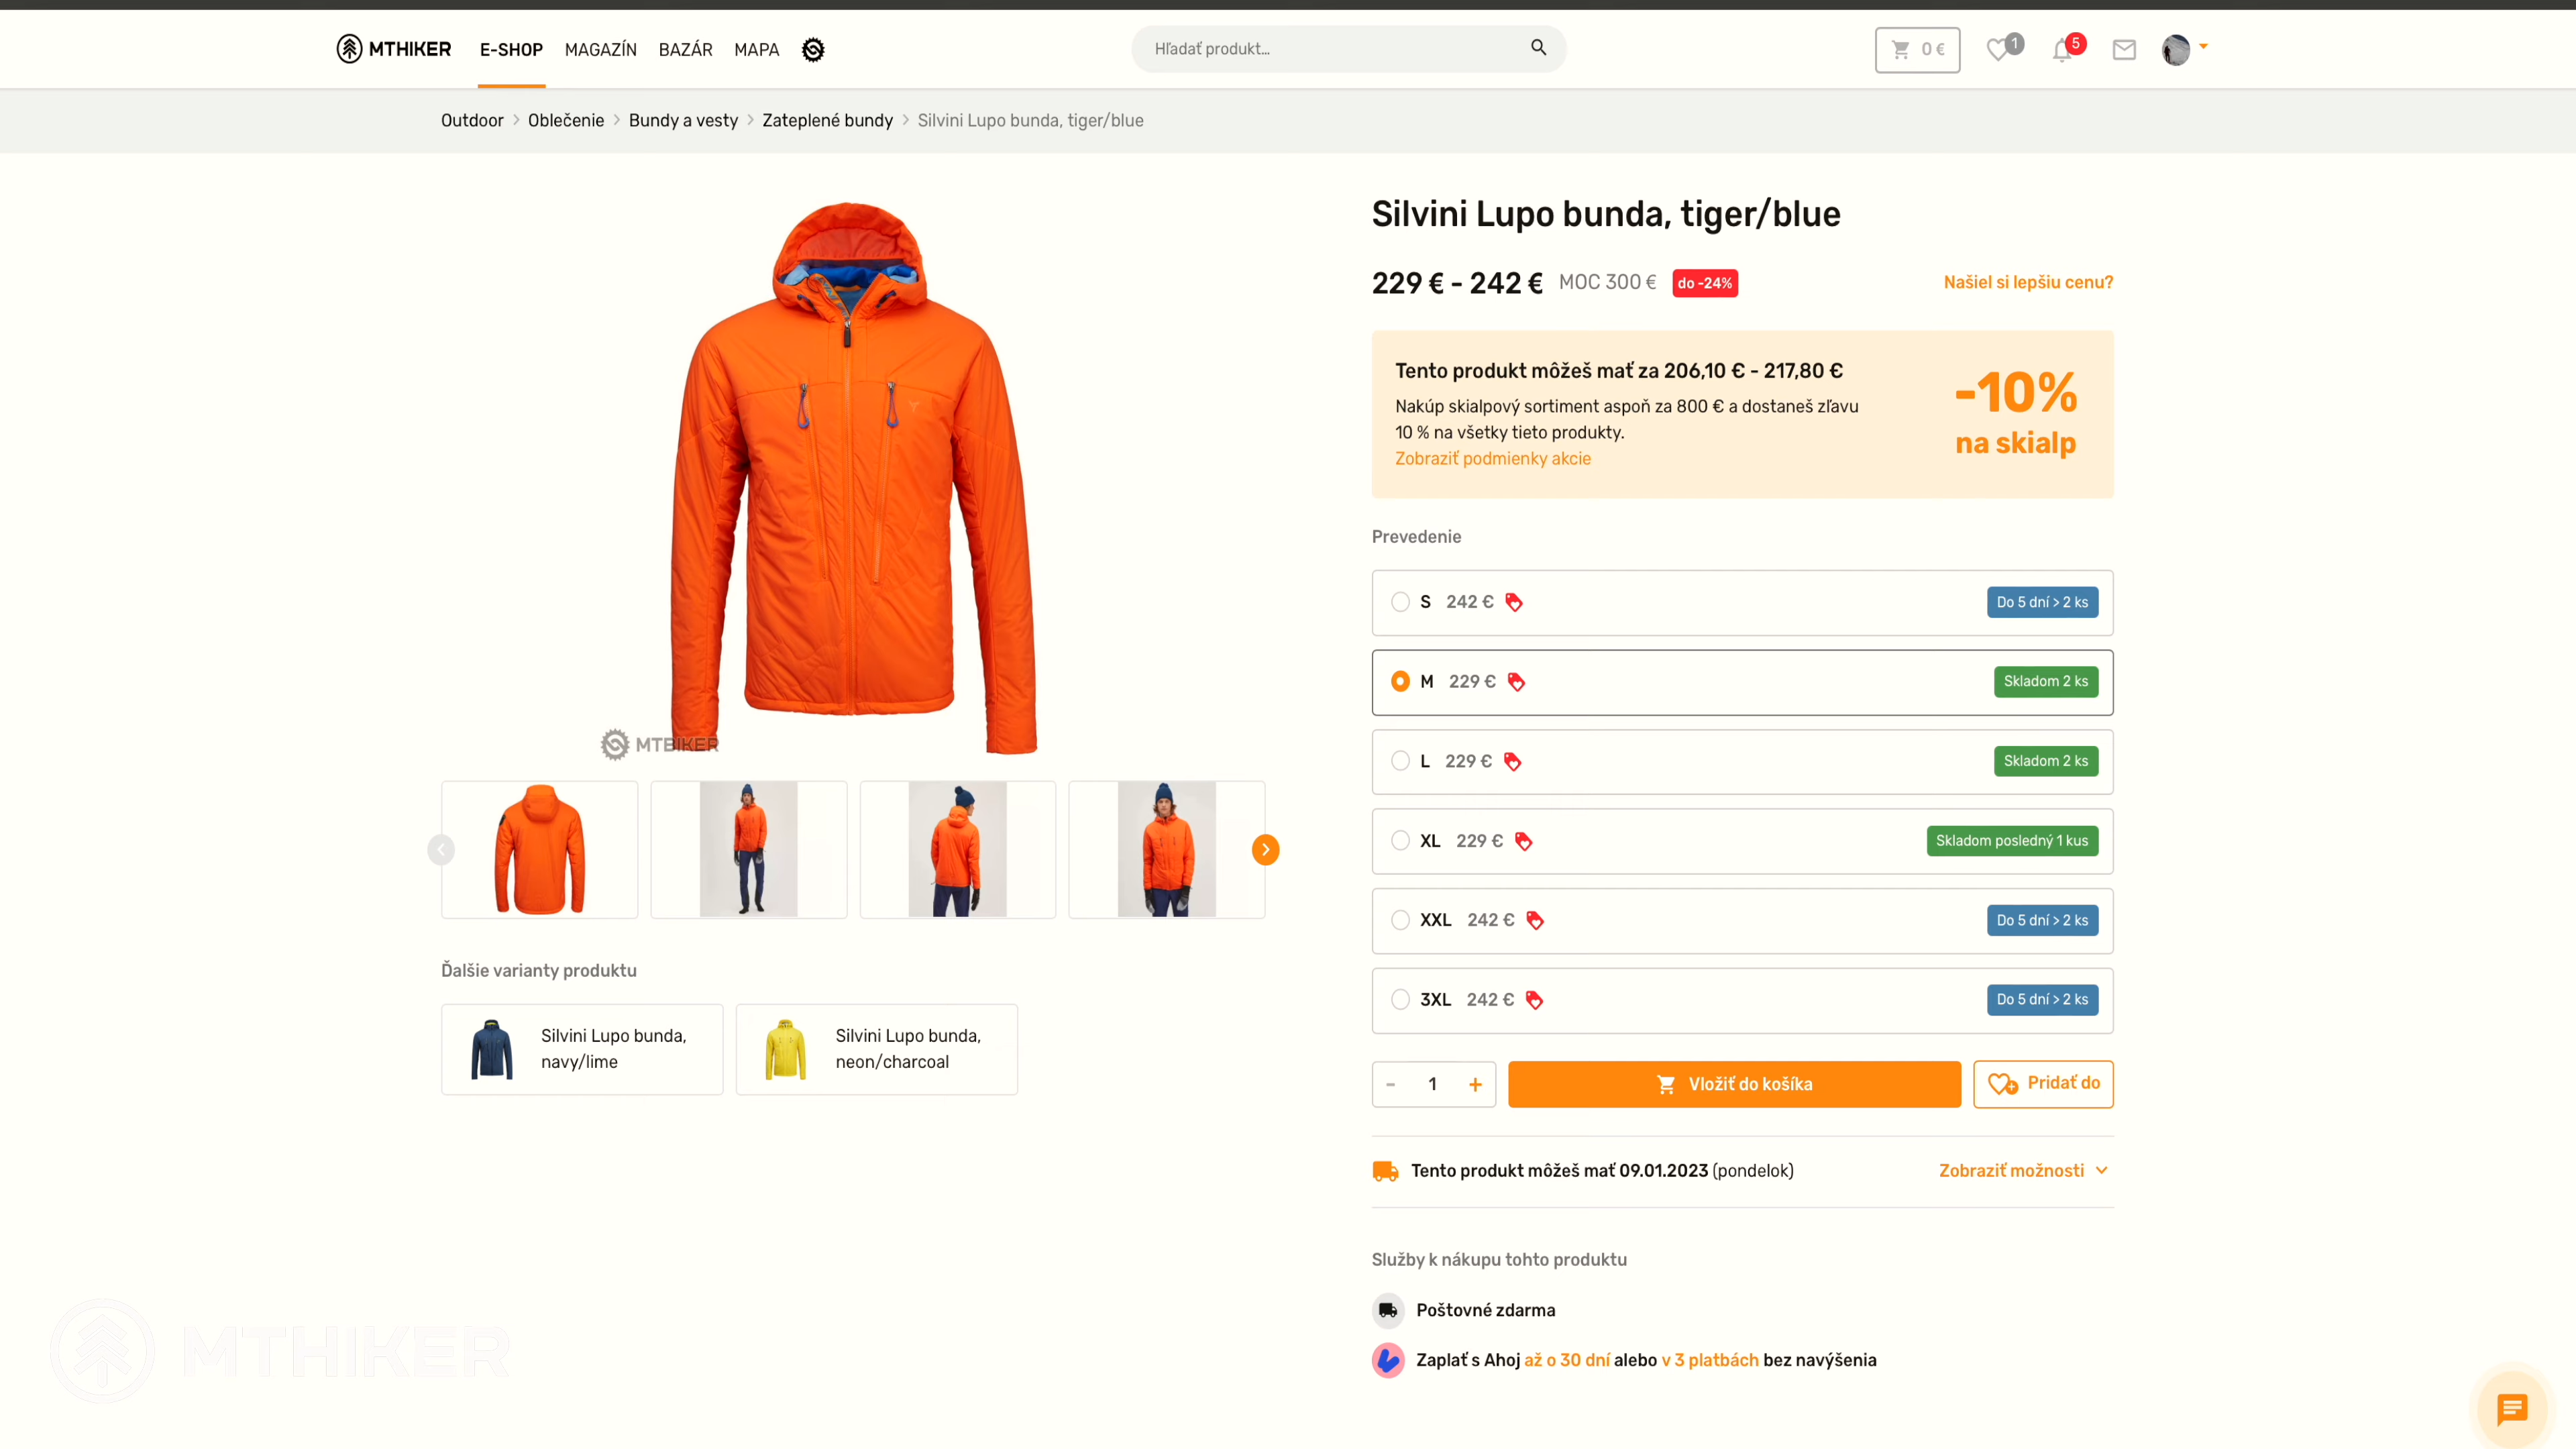 MTHIKER E-SHOP MAGAZÍN BAZÁR MAPA Hľadať produkt... 0 € 1 5
Outdoor > Oblečenie > Bundy a vesty > Zateplené bundy > Silvini Lupo bunda, tiger/blue
Silvini Lupo bunda, tiger/blue
229 € - 242 € MOC 300 € do -24% Našiel si lepšiu cenu?
Tento produkt môžeš mať za 206,10 € - 217,80 €
Nakúp skialpový sortiment aspoň za 800 € a dostaneš zľavu
10 % na všetky tieto produkty.
Zobraziť podmienky akcie
-10%
na skialp
Prevedenie
S 242 € Do 5 dní > 2 ks
M 229 € Skladom 2 ks
L 229 € Skladom 2 ks
XL 229 € Skladom posledný 1 kus
XXL 242 € Do 5 dní > 2 ks
3XL 242 € Do 5 dní > 2 ks
- 1 + Vložiť do košíka Pridať do
Tento produkt môžeš mať 09.01.2023 (pondelok) Zobraziť možnosti
Služby k nákupu tohto produktu
Poštovné zdarma
Zaplať s Ahoj až o 30 dní alebo v 3 platbách bez navýšenia
MTBIKER
Ďalšie varianty produktu
Silvini Lupo bunda,
navy/lime
Silvini Lupo bunda,
neon/charcoal
MTHIKER